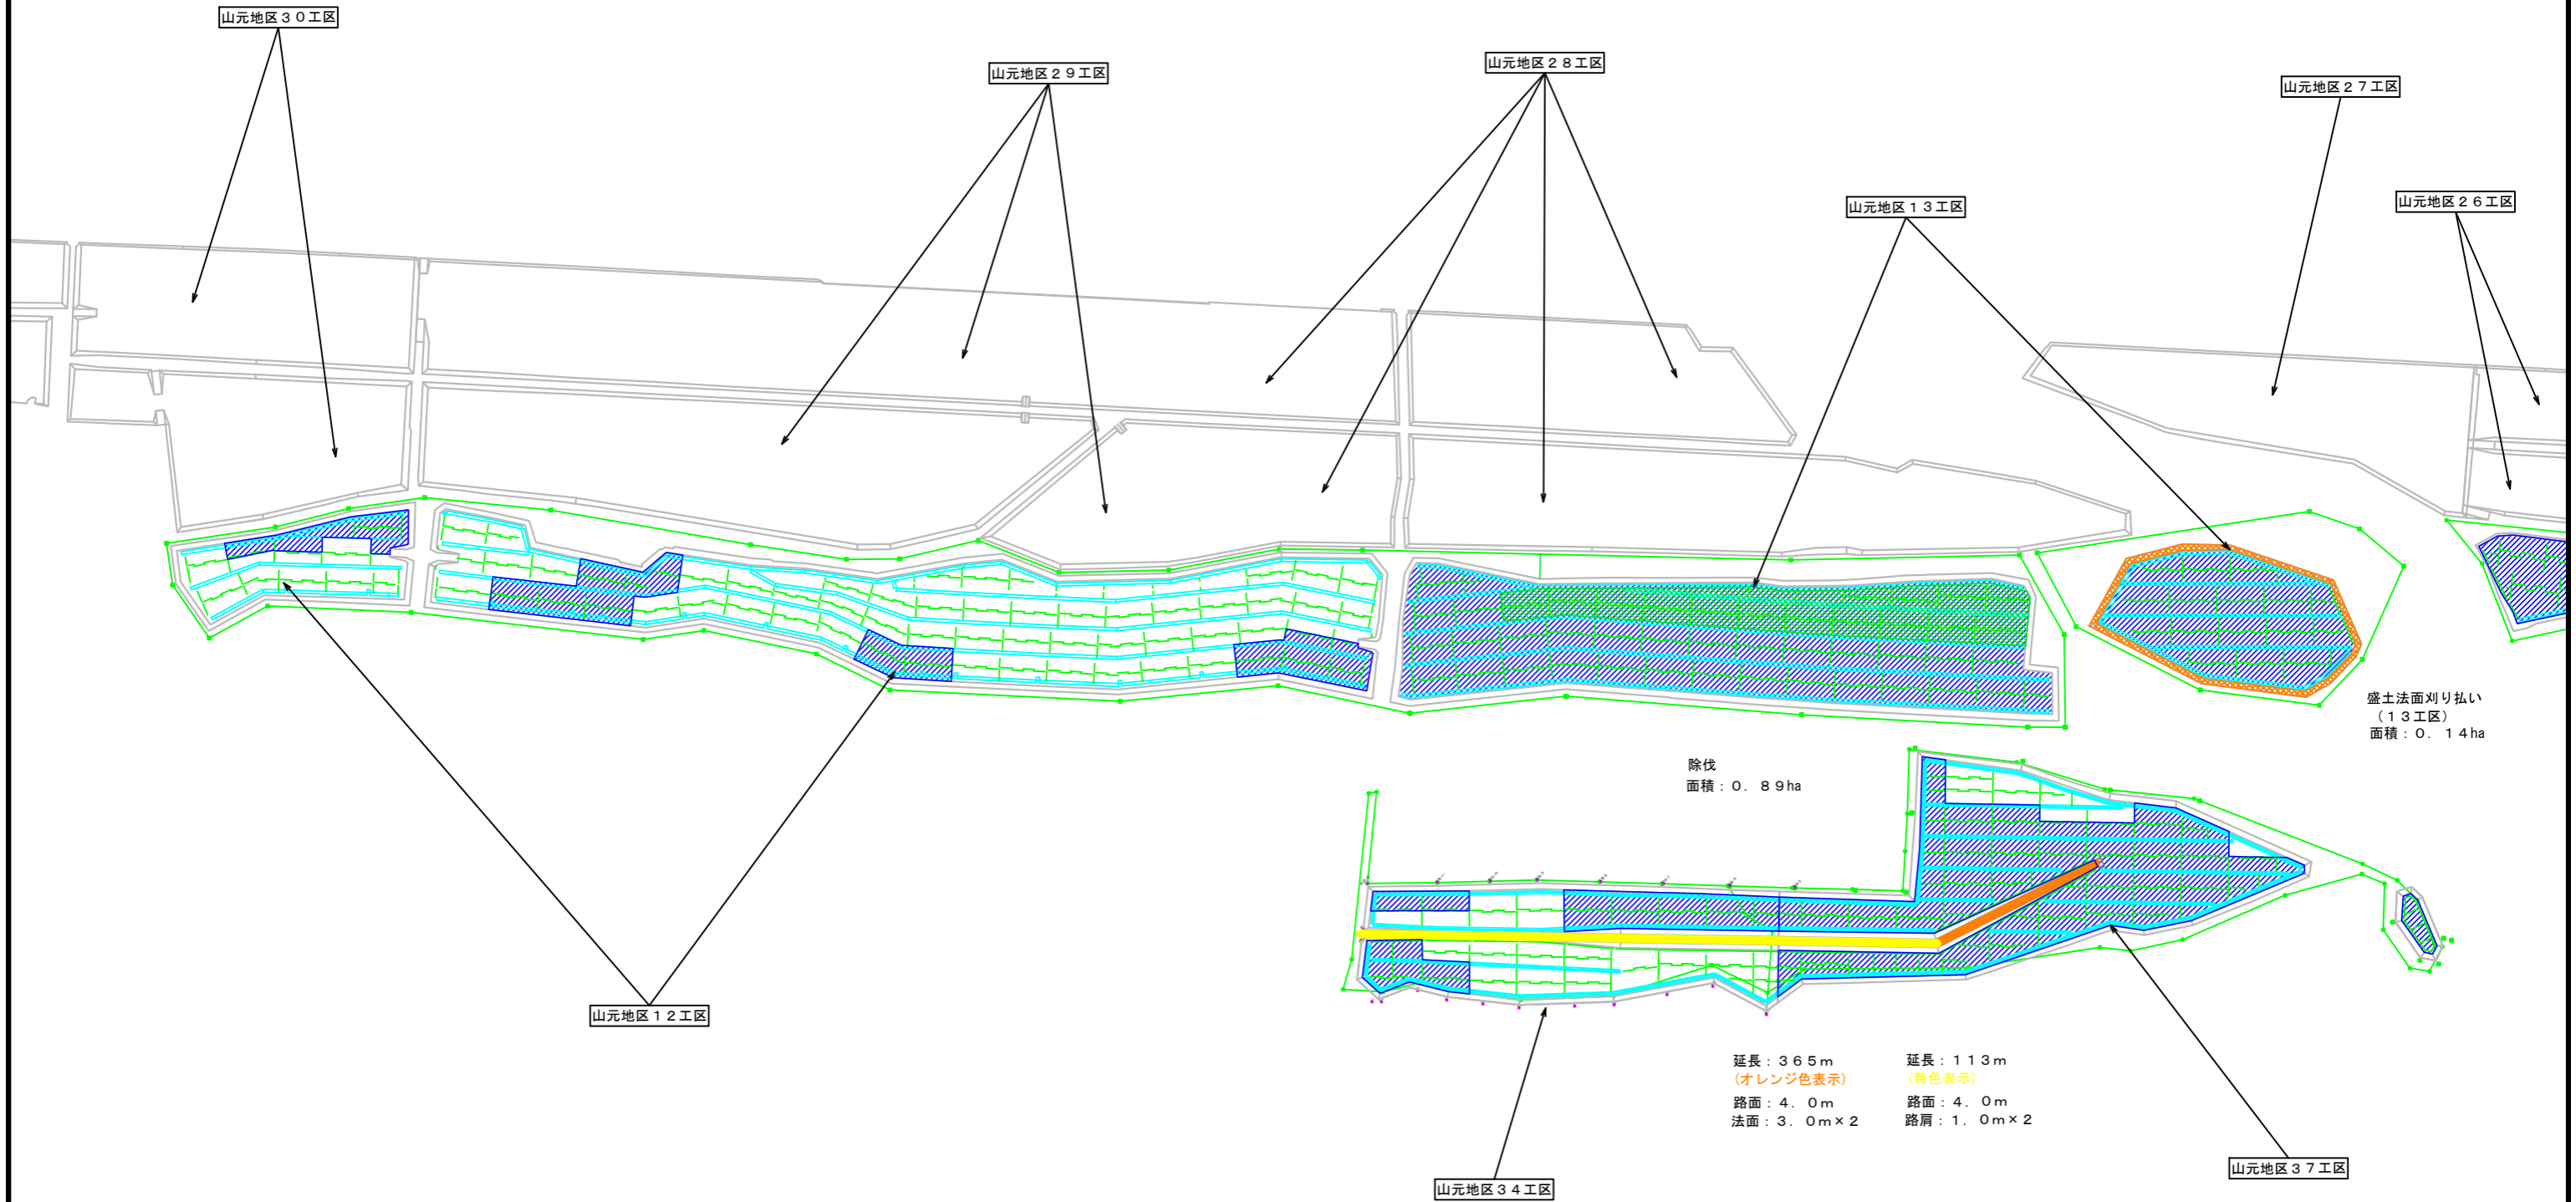 山元地区３０工区
山元地区２９工区
山元地区２８工区
山元地区２７工区
山元地区２６工区
山元地区１３工区
盛土法面刈り払い
（１３工区）
面積：０．１４ha
除伐
面積：０．８９ha
山元地区１２工区
延長：３６５ｍ
(オレンジ色表示)
路面：４．０ｍ
法面：３．０ｍ×２
延長：１１３ｍ
(黄色表示)
路面：４．０ｍ
路肩：１．０ｍ×２
山元地区３７工区
山元地区３４工区